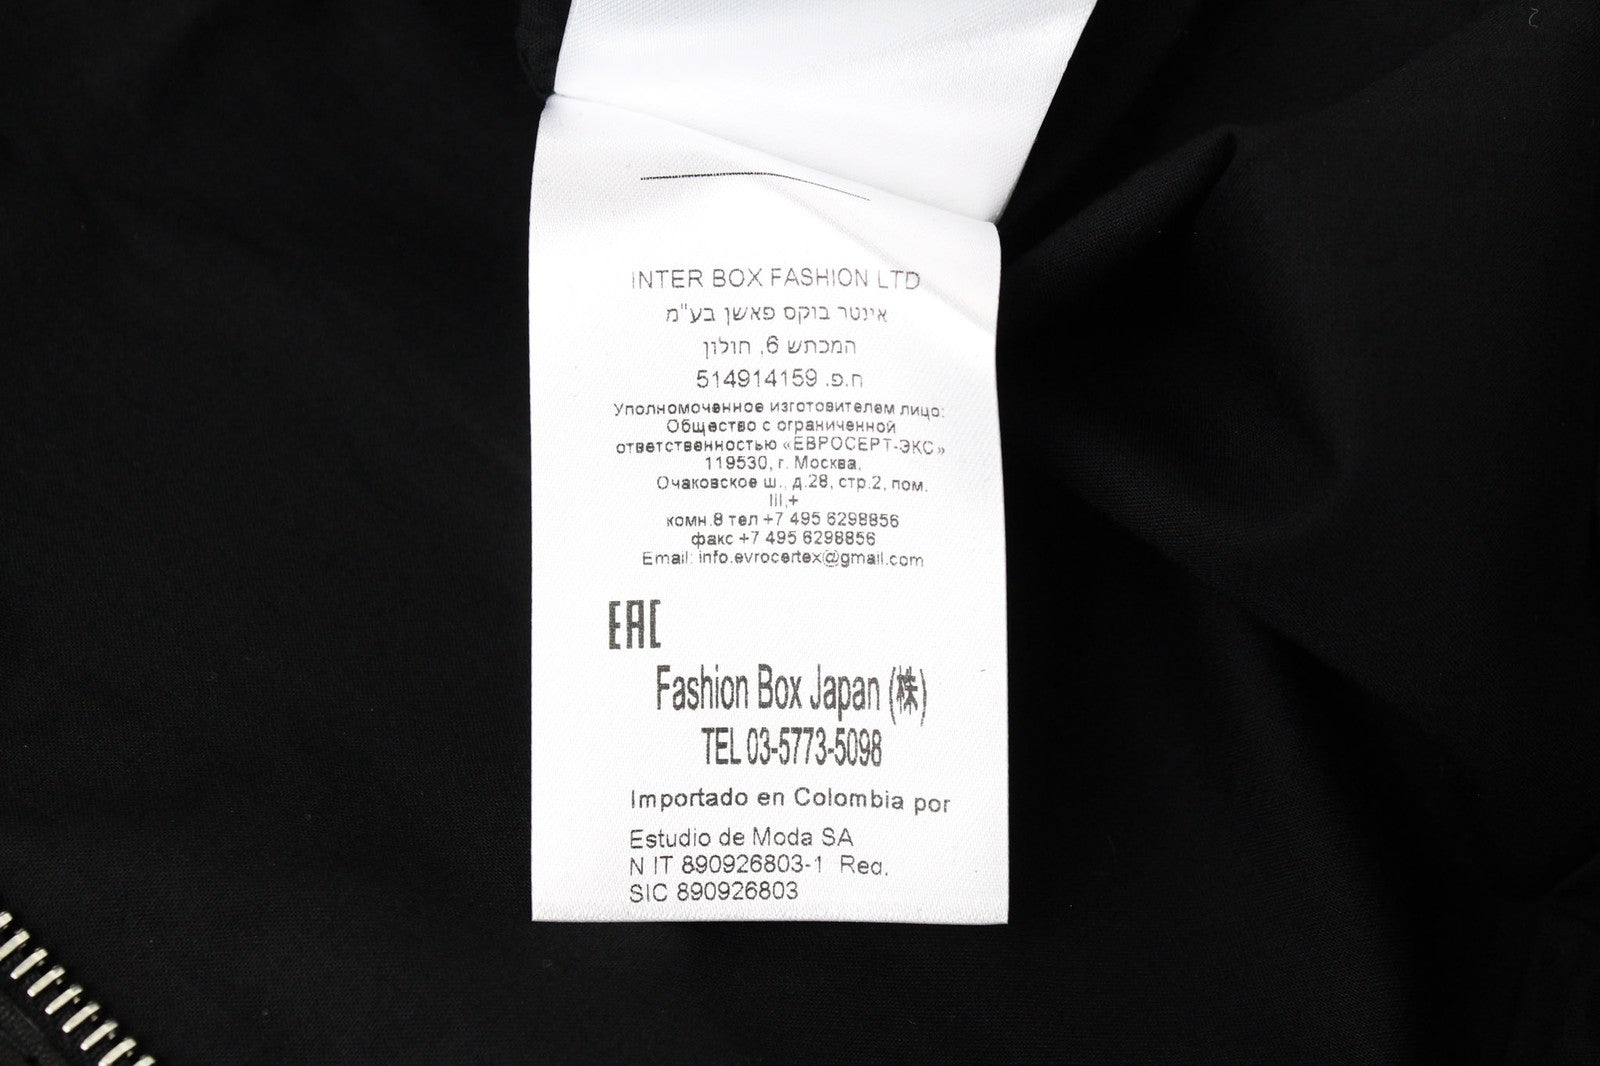 INTER BOX FASHION LTD
אינטר בוקס פאשן בע"מ
המכתש 6, חולון
ח.פ. 514914159
Уполномоченное изготовителем лицо:
Общество с ограниченной
ответственностью «ЕВРОСЕРТ-ЭКС»
119530, г. Москва,
Очаковское ш., д.28, стр.2, пом.
III,+
комн.8 тел +7 495 6298856
факс +7 495 6298856
Email: info.evrocertex@gmail.com
EAC
Fashion Box Japan (株)
TEL 03-5773-5098
Importado en Colombia por
Estudio de Moda SA
N IT 890926803-1 Reg.
SIC 890926803